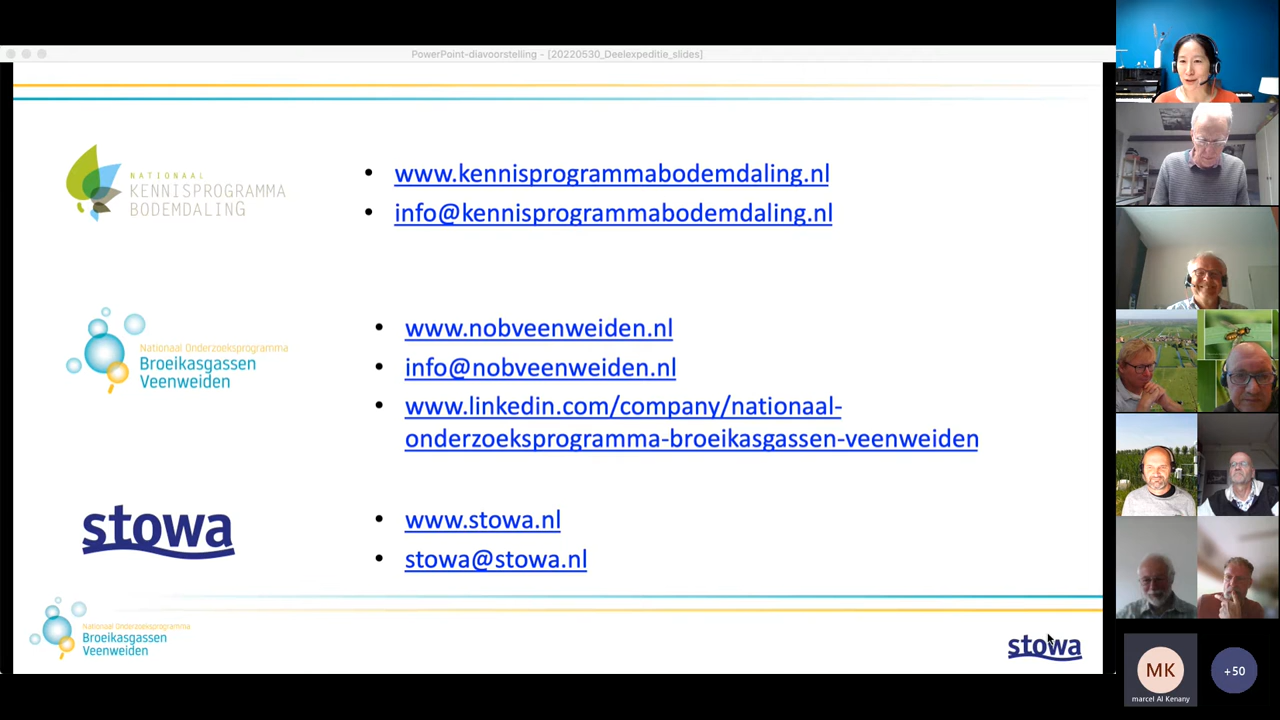 PowerPoint-diavoorstelling - [20220530_Deelexpeditie_slides]
NATIONAAL
KENNISPROGRAMMA
BODEMDALING
• www.kennisprogrammabodemdaling.nl
• info@kennisprogrammabodemdaling.nl
Nationaal Onderzoeksprogramma
Broeikasgassen
Veenweiden
• www.nobveenweiden.nl
• info@nobveenweiden.nl
• www.linkedin.com/company/nationaal-
onderzoeksprogramma-broeikasgassen-veenweiden
stowa
• www.stowa.nl
• stowa@stowa.nl
Nationaal Onderzoeksprogramma
Broeikasgassen
Veenweiden
stowa
MK
marcel Al Kenany
+50